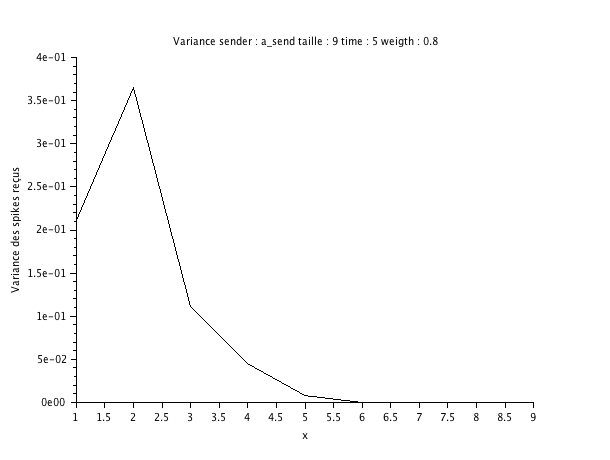 Variance sender : a_send taille : 9 time : 5 weigth : 0.8
4e-01
3.5e-01
3e-01
2.5e-01
2e-01
1.5e-01
1e-01
5e-02
0e00
Variance des spikes reçus
1 1.5 2 2.5 3 3.5 4 4.5 5 5.5 6 6.5 7 7.5 8 8.5 9
x